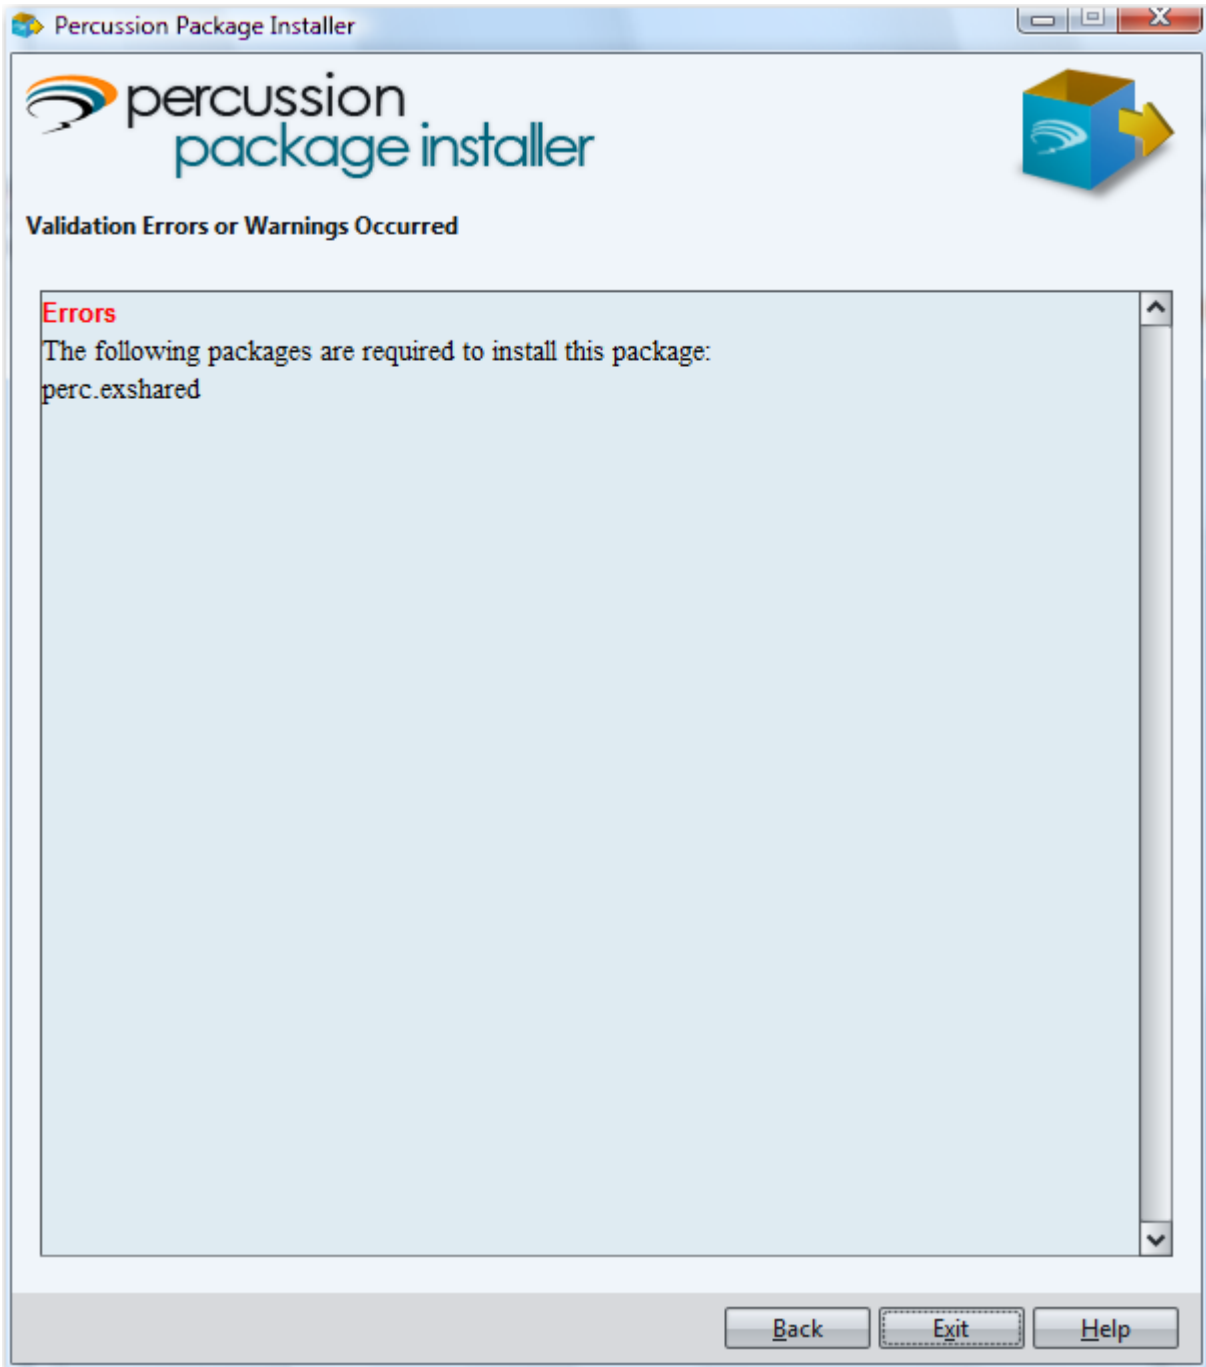 Percussion Package Installer
percussion
package installer
Validation Errors or Warnings Occurred
Errors
The following packages are required to install this package:
perc.exshared
Back Exit Help